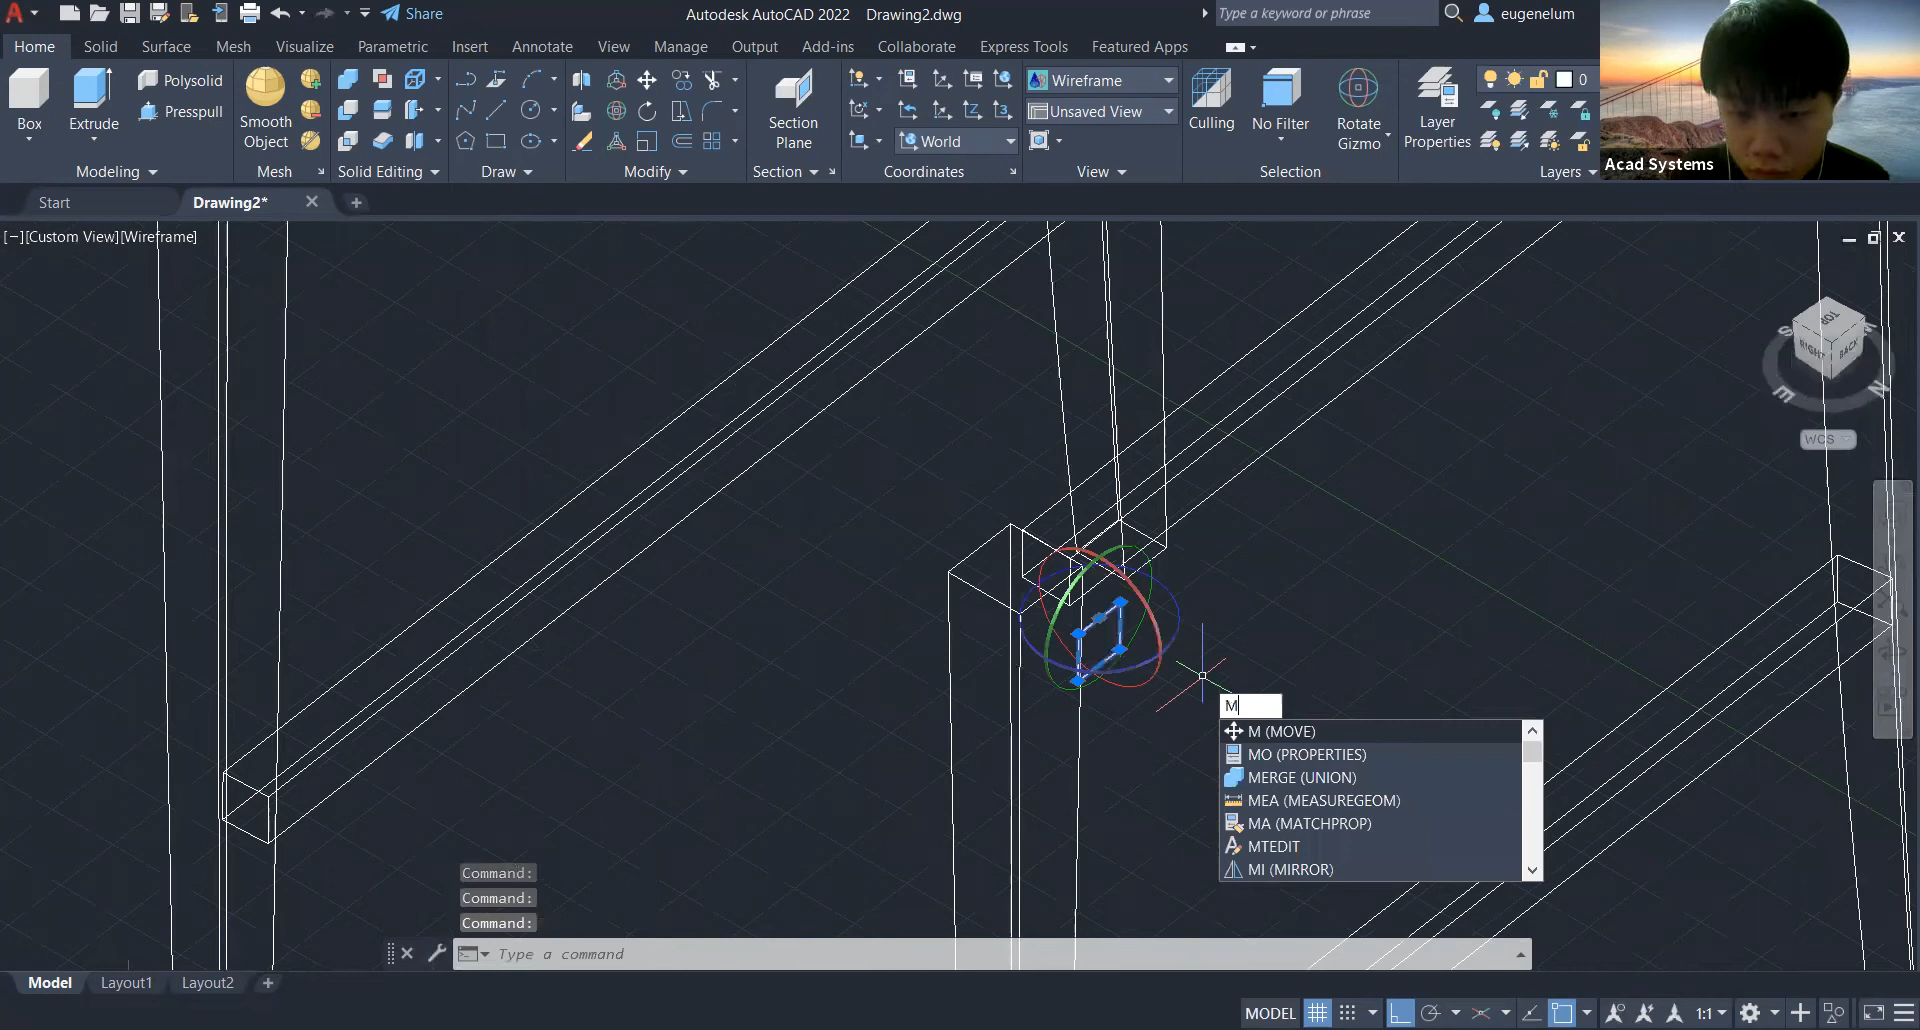 Share
Autodesk AutoCAD 2022 Drawing2.dwg
Type a keyword or phrase
eugenelum
Home Solid Surface Mesh Visualize Parametric Insert Annotate View Manage Output Add-ins Collaborate Express Tools Featured Apps
Box
Extrude
Polysolid
Presspull
Smooth
Object
Section
Plane
World
Wireframe
Unsaved View
Culling
No Filter
Rotate
Gizmo
Layer
Properties
0
Modeling
Mesh
Solid Editing
Draw
Modify
Section
Coordinates
View
Selection
Layers
Acad Systems
Start
Drawing2*
[−][Custom View][Wireframe]
TOP
RIGHT
BACK
S
E
N
WCS
M
M (MOVE)
MO (PROPERTIES)
MERGE (UNION)
MEA (MEASUREGEOM)
MA (MATCHPROP)
MTEDIT
MI (MIRROR)
Command:
Command:
Command:
Type a command
Model Layout1 Layout2
MODEL
1:1